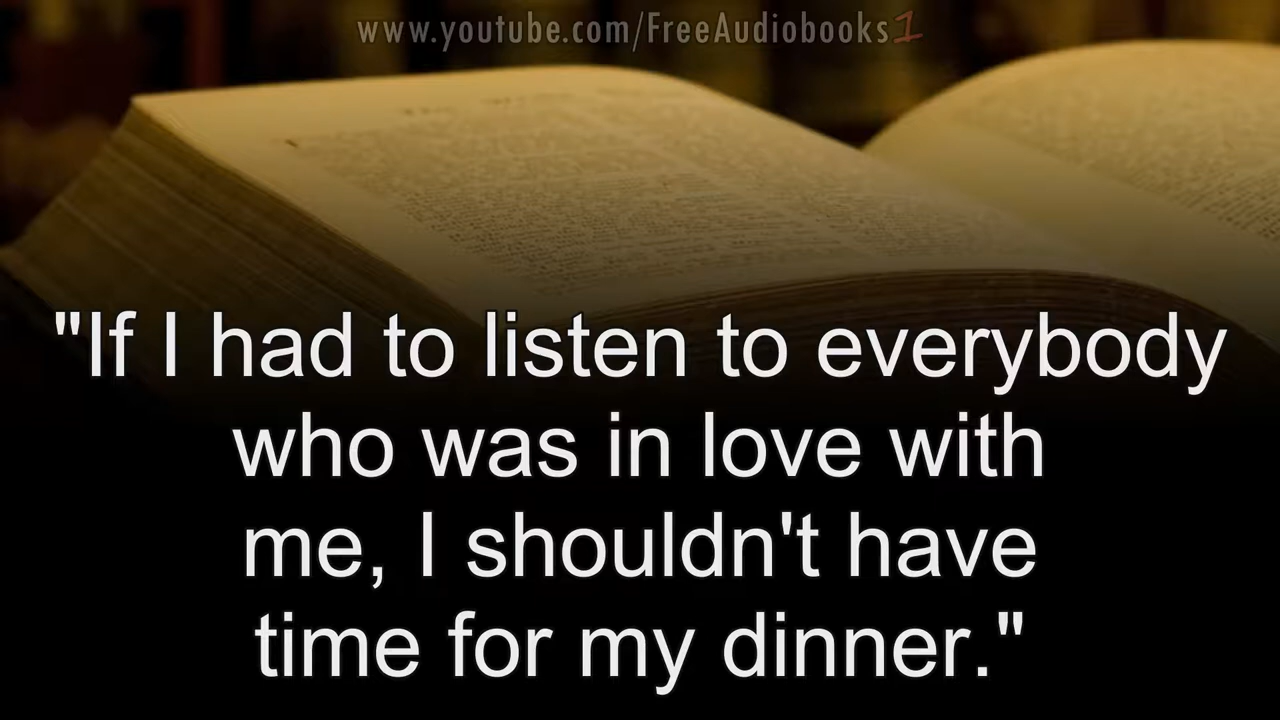 www.youtube.com/FreeAudiobooks1
"If I had to listen to everybody
who was in love with
me, I shouldn't have
time for my dinner."